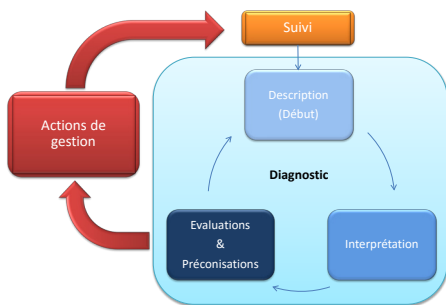 Suivi
Description
(Début)
Actions de
gestion
Diagnostic
Evaluations
&
Préconisations
Interprétation